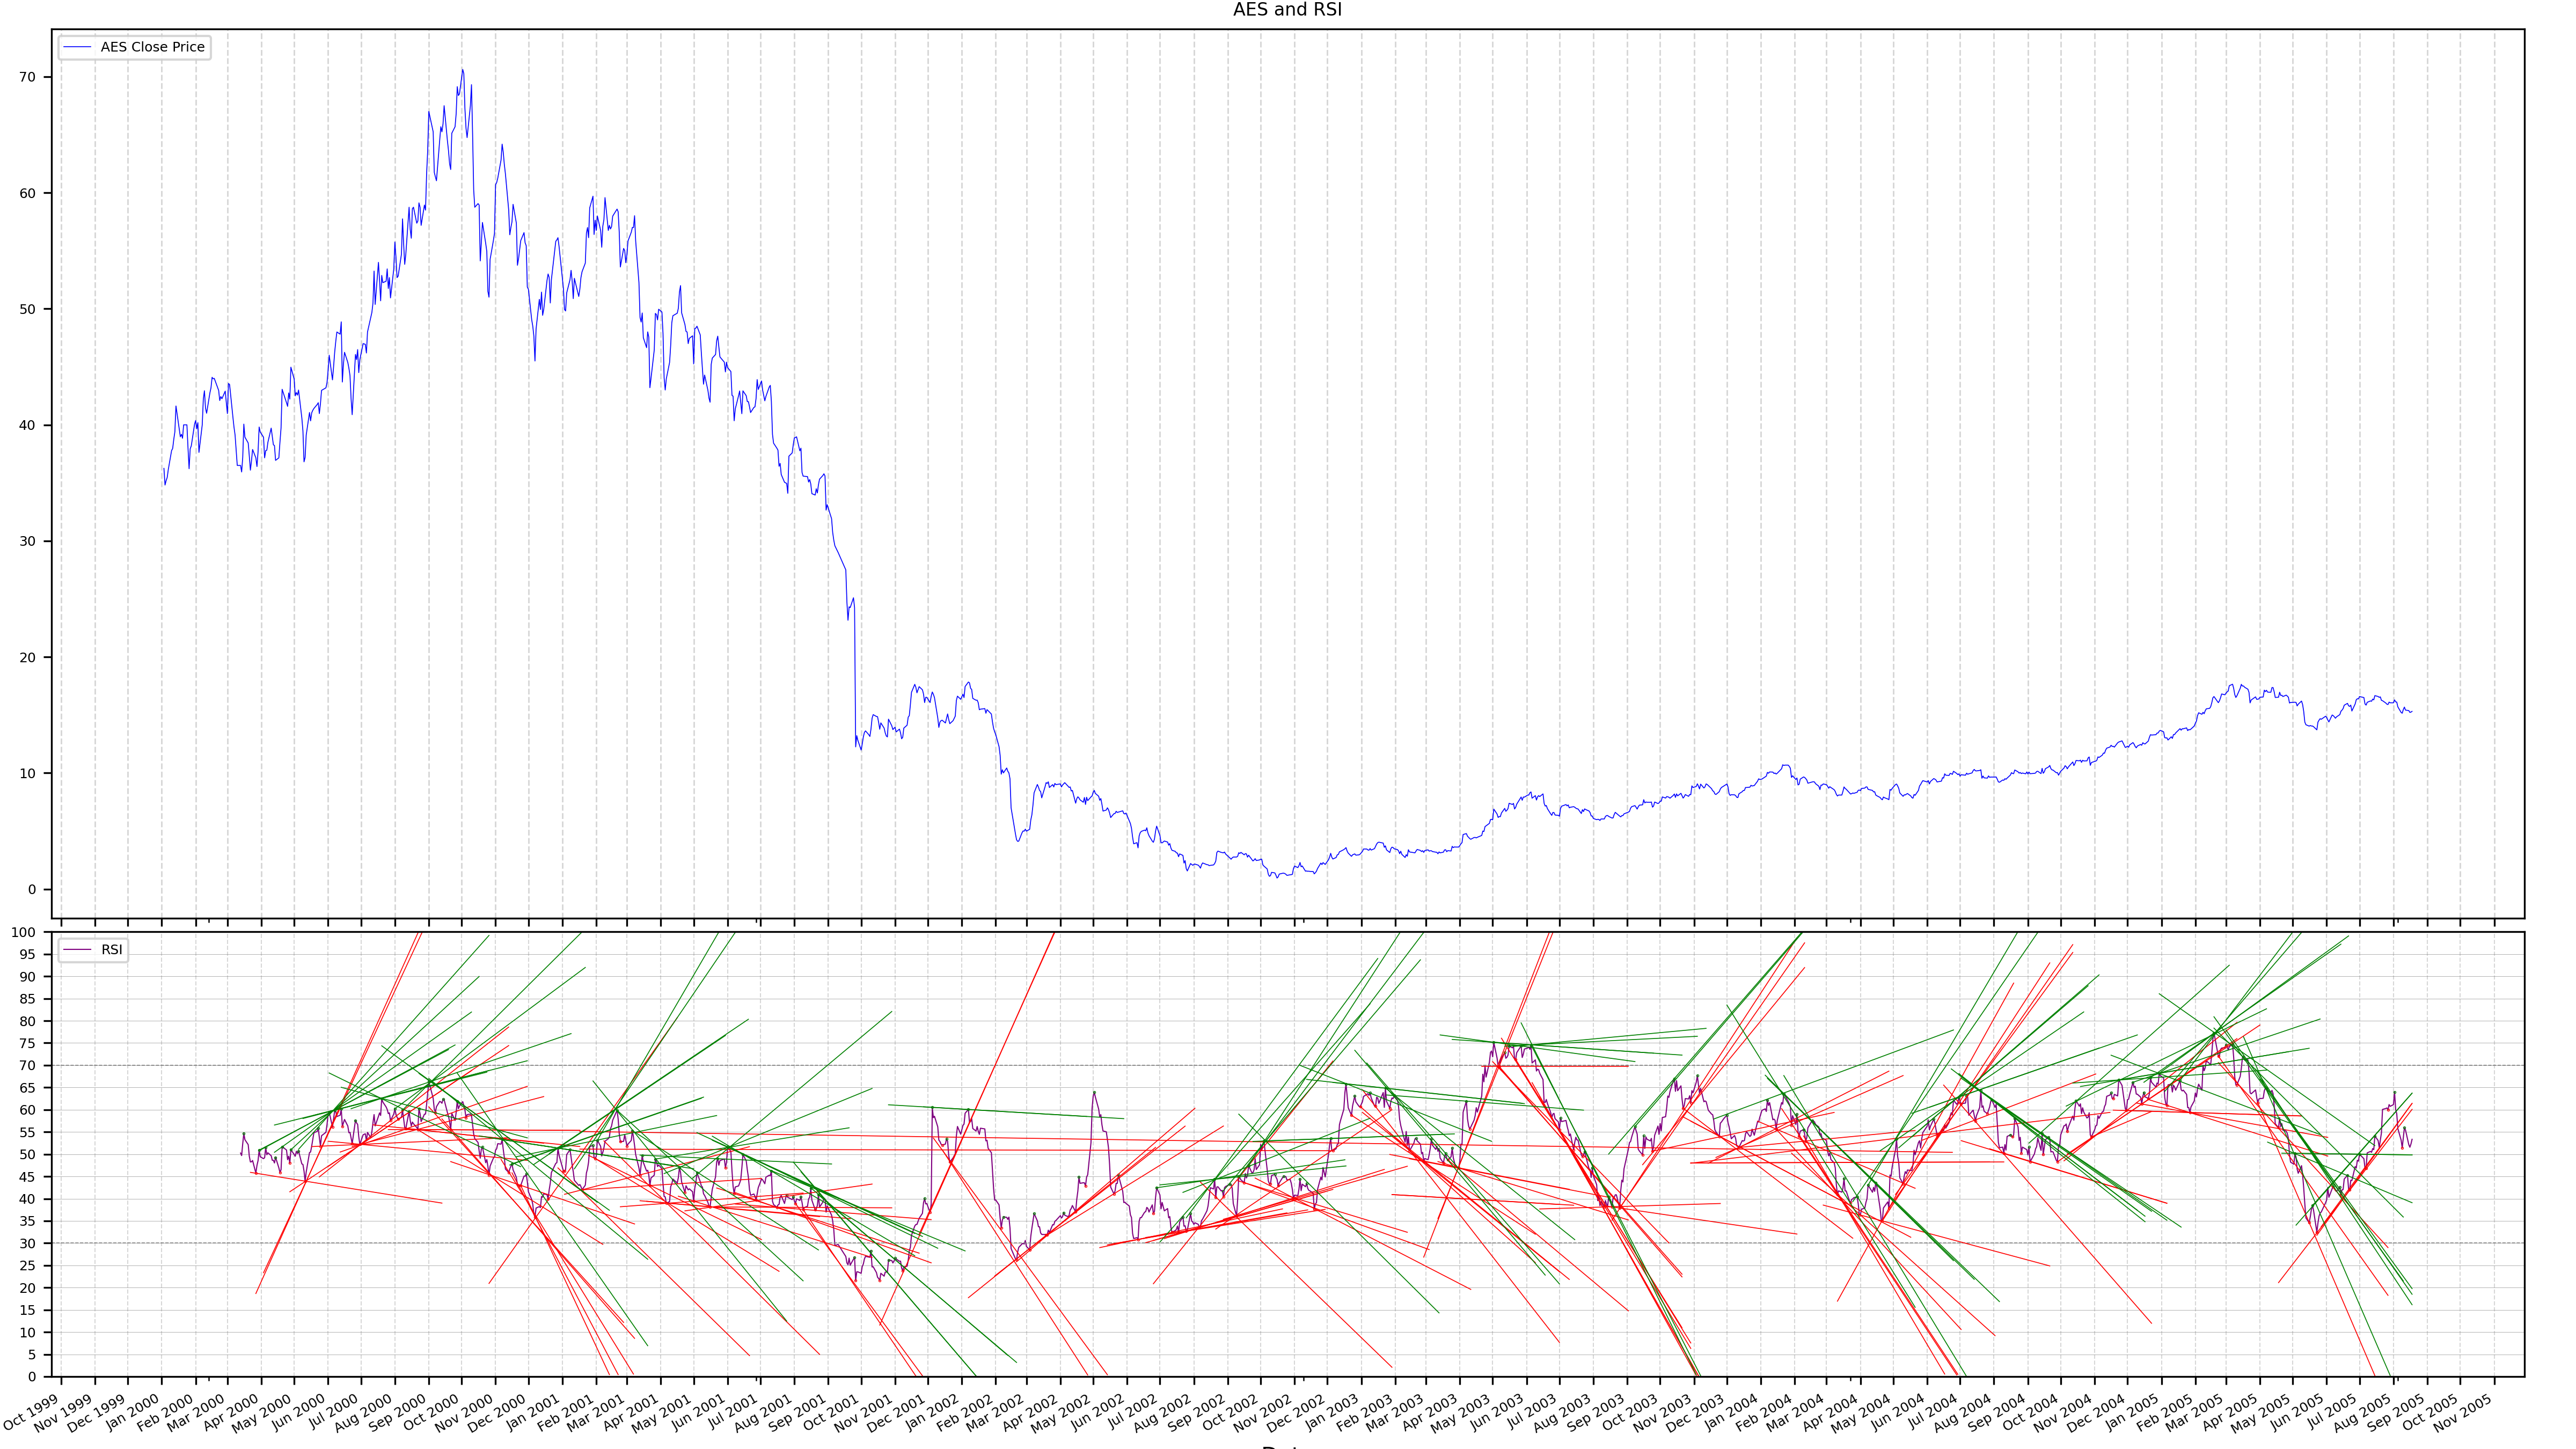 AES and RSI
AES Close Price
70
60
50
40
30
20
10
0
RSI
100
95
90
85
80
75
70
65
60
55
50
45
40
35
30
25
20
15
10
5
0
Oct 1999
Nov 1999
Dec 1999
Jan 2000
Feb 2000
Mar 2000
Apr 2000
May 2000
Jun 2000
Jul 2000
Aug 2000
Sep 2000
Oct 2000
Nov 2000
Dec 2000
Jan 2001
Feb 2001
Mar 2001
Apr 2001
May 2001
Jun 2001
Jul 2001
Aug 2001
Sep 2001
Oct 2001
Nov 2001
Dec 2001
Jan 2002
Feb 2002
Mar 2002
Apr 2002
May 2002
Jun 2002
Jul 2002
Aug 2002
Sep 2002
Oct 2002
Nov 2002
Dec 2002
Jan 2003
Feb 2003
Mar 2003
Apr 2003
May 2003
Jun 2003
Jul 2003
Aug 2003
Sep 2003
Oct 2003
Nov 2003
Dec 2003
Jan 2004
Feb 2004
Mar 2004
Apr 2004
May 2004
Jun 2004
Jul 2004
Aug 2004
Sep 2004
Oct 2004
Nov 2004
Dec 2004
Jan 2005
Feb 2005
Mar 2005
Apr 2005
May 2005
Jun 2005
Jul 2005
Aug 2005
Sep 2005
Oct 2005
Nov 2005